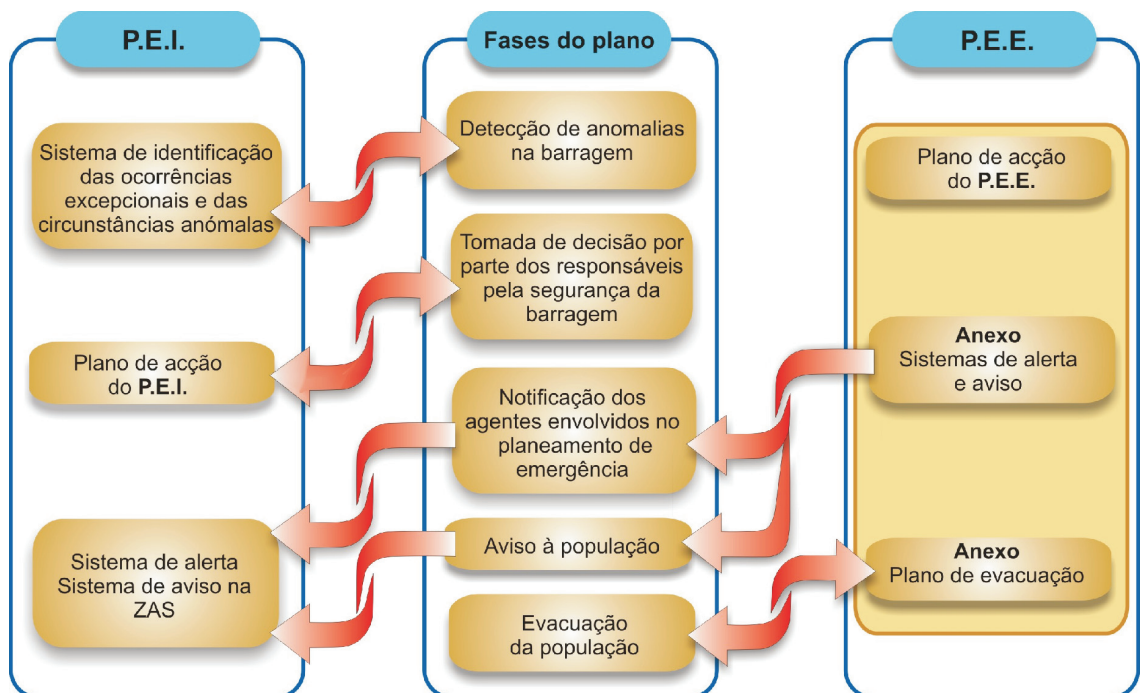 P.E.I.
Sistema de identificação
das ocorrências
excepcionais e das
circunstâncias anómalas
Plano de acção
do P.E.I.
Sistema de alerta
Sistema de aviso na
ZAS
Fases do plano
Detecção de anomalias
na barragem
Tomada de decisão por
parte dos responsáveis
pela segurança da
barragem
Notificação dos
agentes envolvidos no
planeamento de
emergência
Aviso à população
Evacuação
da população
P.E.E.
Plano de acção
do P.E.E.
Anexo
Sistemas de alerta
e aviso
Anexo
Plano de evacuação